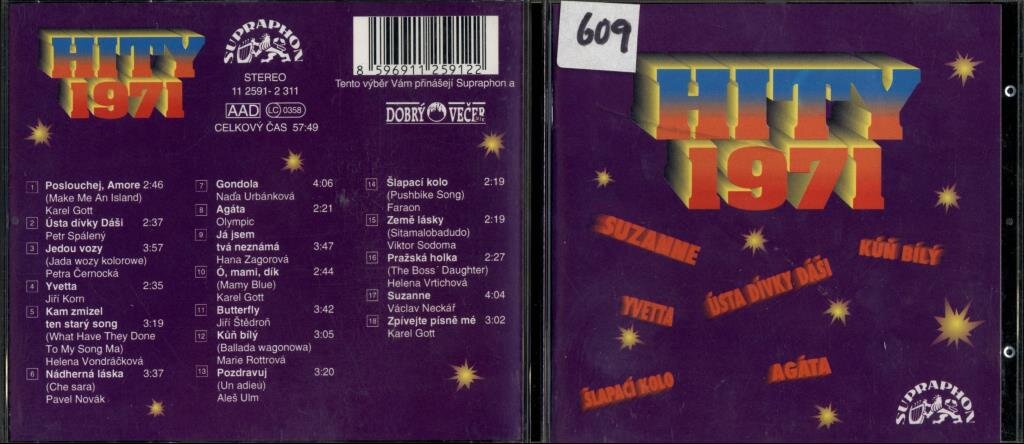 HITY
1971
SUPRAPHON
STEREO
11 2591-2 311
AAD LC 0358
CELKOVÝ ČAS 57:49
8 596911 259122
Tento výběr Vám přinášejí Supraphon a
DOBRÝ VEČER
1 Poslouchej, Amore 2:46
(Make Me An Island)
Karel Gott
2 Ústa dívky Dáši 2:37
Petr Spálený
3 Jedou vozy 3:57
(Jada wozy kolorowe)
Petra Černocká
4 Yvetta 2:35
Jiří Korn
5 Kam zmizel
ten starý song 3:19
(What Have They Done
To My Song Ma)
Helena Vondráčková
6 Nádherná láska 3:37
(Che sara)
Pavel Novák
7 Gondola 4:06
Naďa Urbánková
8 Agáta 2:21
Olympic
9 Já jsem
tvá neznámá 3:47
Hana Zagorová
10 Ó, mami, dík 2:44
(Mamy Blue)
Karel Gott
11 Butterfly 3:42
Jiří Štědroň
12 Kůň bílý 3:05
(Ballada wagonowa)
Marie Rottrová
13 Pozdravuj 3:20
(Un adieu)
Aleš Ulm
14 Šlapací kolo 2:19
(Pushbike Song)
Faraon
15 Země lásky 2:19
(Sitamalobadudo)
Viktor Sodoma
16 Pražská holka 2:27
(The Boss´ Daughter)
Helena Vrtichová
17 Suzanne 4:04
Václav Neckář
18 Zpívejte písně mé 3:02
Karel Gott
609
HITY
1971
SUZANNE
KŮŇ BÍLÝ
ÚSTA DÍVKY DÁŠI
YVETTA
AGÁTA
ŠLAPACÍ KOLO
SUPRAPHON